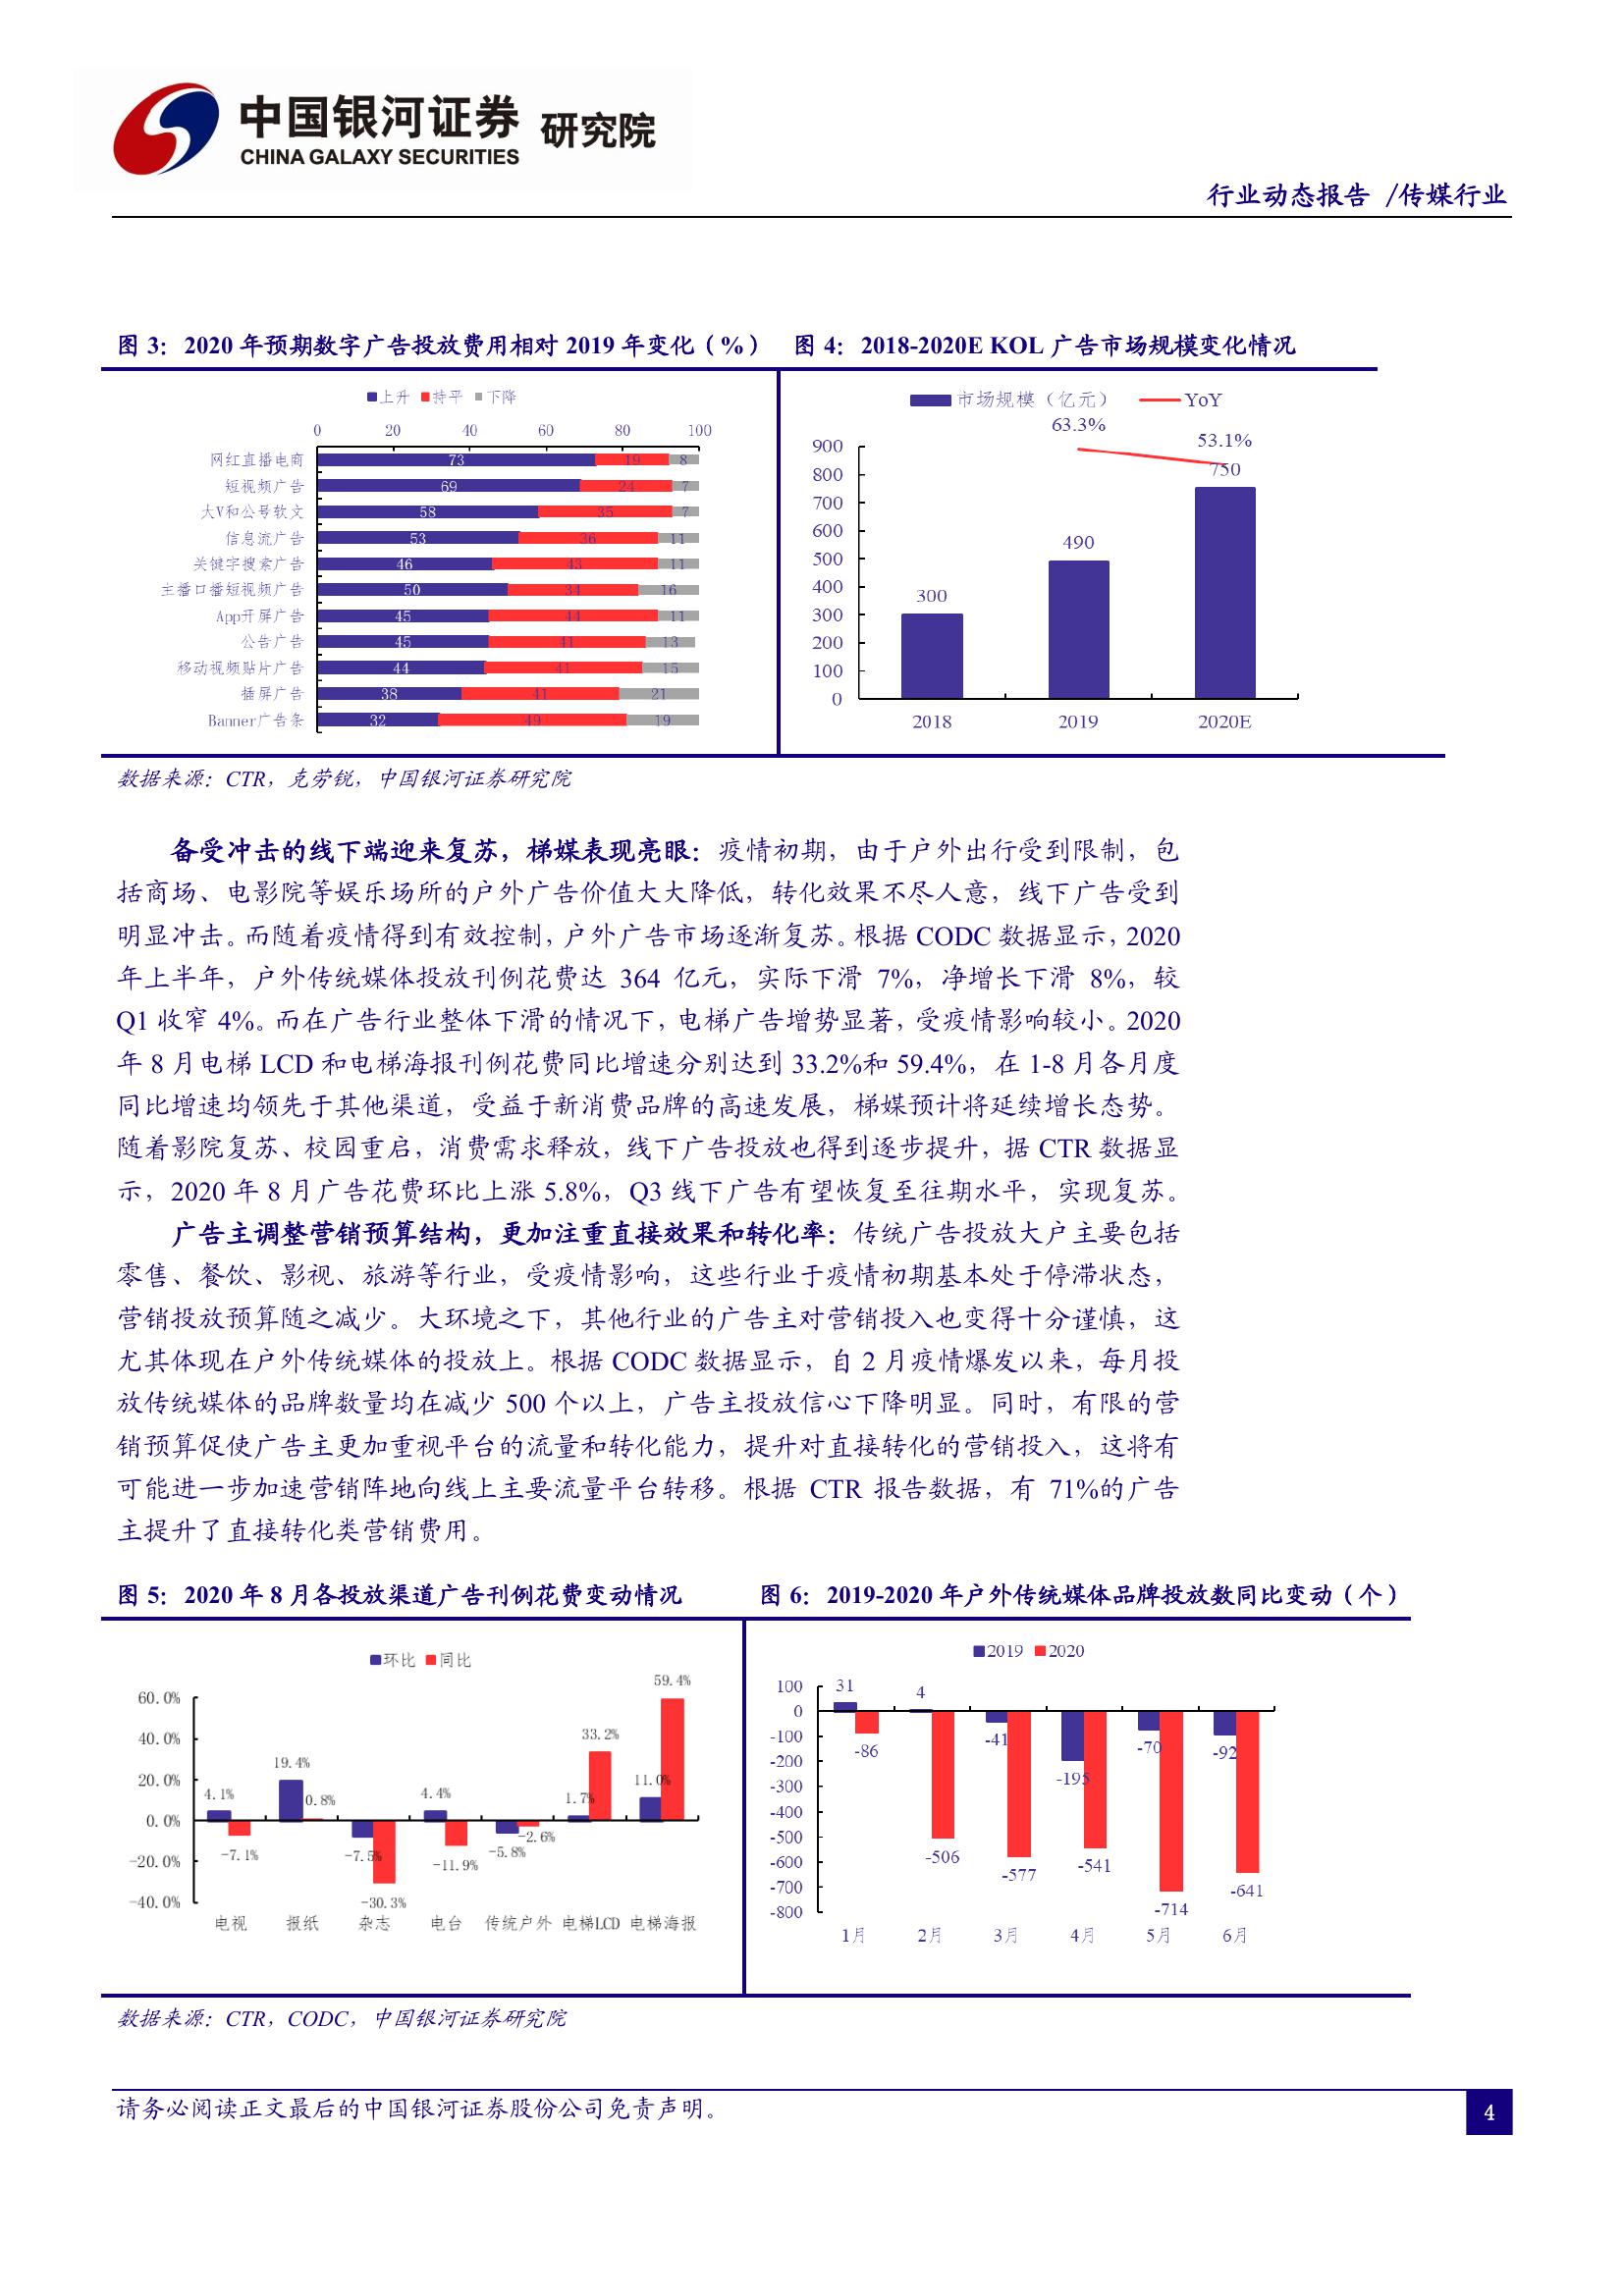 中国银河证券 研究院
CHINA GALAXY SECURITIES
行业动态报告 /传媒行业
图 3：2020 年预期数字广告投放费用相对 2019 年变化（%） 图 4：2018-2020E KOL 广告市场规模变化情况
上升 持平 下降
0 20 40 60 80 100
网红直播电商 73 19 8
短视频广告 69 24 7
大V和公号软文 58 35 7
信息流广告 53 36 11
关键字搜索广告 46 43 11
主播口播短视频广告 50 34 16
App开屏广告 45 44 11
公告广告 45 41 13
移动视频贴片广告 44 41 15
插屏广告 38 41 21
Banner广告条 32 49 19
市场规模（亿元） YoY
63.3%
53.1%
900
800 750
700
600
500 490
400
300 300
200
100
0
2018 2019 2020E
数据来源：CTR，克劳锐，中国银河证券研究院
备受冲击的线下端迎来复苏，梯媒表现亮眼：疫情初期，由于户外出行受到限制，包
括商场、电影院等娱乐场所的户外广告价值大大降低，转化效果不尽人意，线下广告受到
明显冲击。而随着疫情得到有效控制，户外广告市场逐渐复苏。根据 CODC 数据显示，2020
年上半年，户外传统媒体投放刊例花费达 364 亿元，实际下滑 7%，净增长下滑 8%，较
Q1 收窄 4%。而在广告行业整体下滑的情况下，电梯广告增势显著，受疫情影响较小。2020
年 8 月电梯 LCD 和电梯海报刊例花费同比增速分别达到 33.2%和 59.4%，在 1-8 月各月度
同比增速均领先于其他渠道，受益于新消费品牌的高速发展，梯媒预计将延续增长态势。
随着影院复苏、校园重启，消费需求释放，线下广告投放也得到逐步提升，据 CTR 数据显
示，2020 年 8 月广告花费环比上涨 5.8%，Q3 线下广告有望恢复至往期水平，实现复苏。
广告主调整营销预算结构，更加注重直接效果和转化率：传统广告投放大户主要包括
零售、餐饮、影视、旅游等行业，受疫情影响，这些行业于疫情初期基本处于停滞状态，
营销投放预算随之减少。大环境之下，其他行业的广告主对营销投入也变得十分谨慎，这
尤其体现在户外传统媒体的投放上。根据 CODC 数据显示，自 2 月疫情爆发以来，每月投
放传统媒体的品牌数量均在减少 500 个以上，广告主投放信心下降明显。同时，有限的营
销预算促使广告主更加重视平台的流量和转化能力，提升对直接转化的营销投入，这将有
可能进一步加速营销阵地向线上主要流量平台转移。根据 CTR 报告数据，有 71%的广告
主提升了直接转化类营销费用。
图 5：2020 年 8 月各投放渠道广告刊例花费变动情况 图 6：2019-2020 年户外传统媒体品牌投放数同比变动（个）
环比 同比
60.0%
40.0%
20.0%
0.0%
-20.0%
-40.0%
4.1% 19.4% -7.5% 4.4% -5.8% 1.7% 11.0%
-7.1% 0.8% -30.3% -11.9% -2.6% 33.2% 59.4%
电视 报纸 杂志 电台 传统户外 电梯LCD 电梯海报
2019 2020
100
0
-100
-200
-300
-400
-500
-600
-700
-800
31 4 -41 -195 -70 -92
-86 -506 -577 -541 -714 -641
1月 2月 3月 4月 5月 6月
数据来源：CTR，CODC，中国银河证券研究院
请务必阅读正文最后的中国银河证券股份公司免责声明。
4